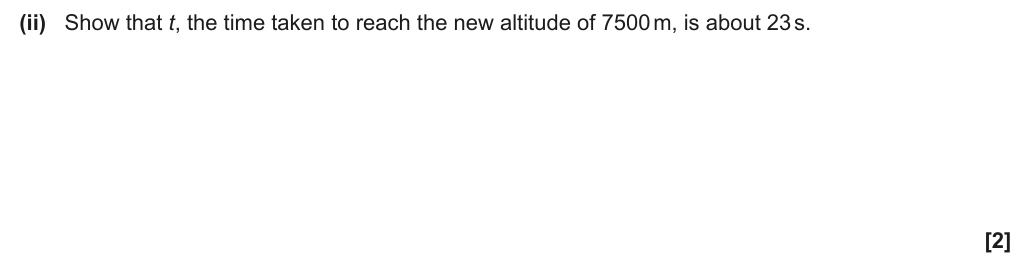 (ii) Show that t, the time taken to reach the new altitude of 7500 m, is about 23 s.
[2]